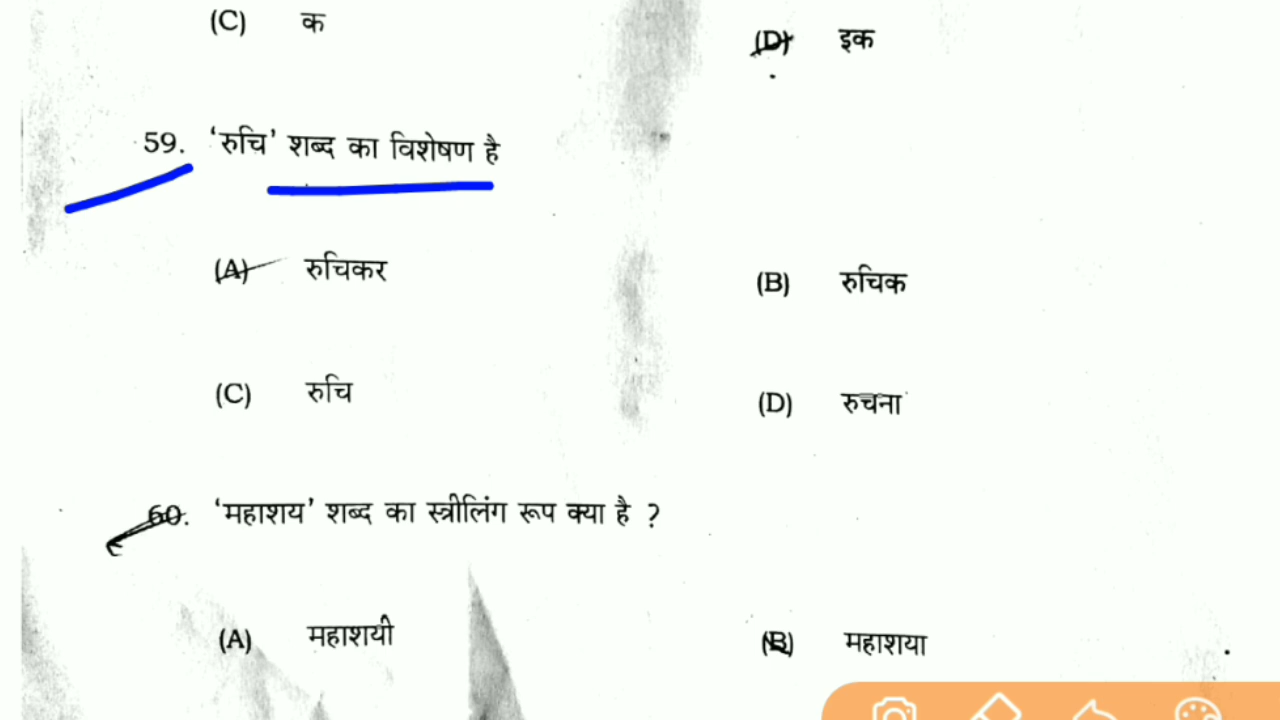 (C) क (D) इक
59. 'रुचि' शब्द का विशेषण है
(A) रुचिकर (B) रुचिक
(C) रुचि (D) रुचना
60. 'महाशय' शब्द का स्त्रीलिंग रूप क्या है ?
(A) महाशयी (B) महाशया